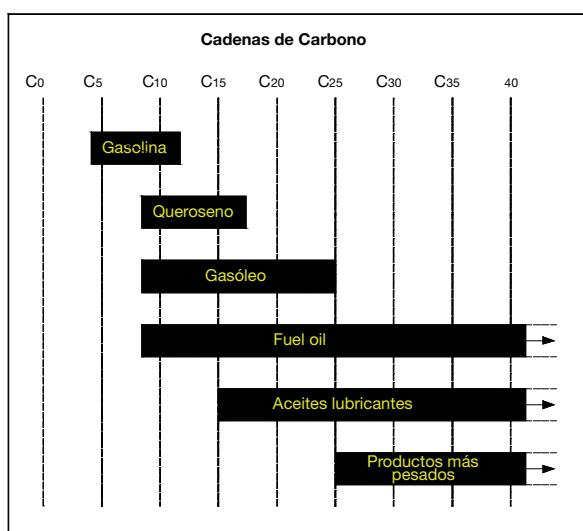 Cadenas de Carbono
C0 C5 C10 C15 C20 C25 C30 C35 40
Gasolina
Queroseno
Gasóleo
Fuel oil
Aceites lubricantes
Productos más
pesados